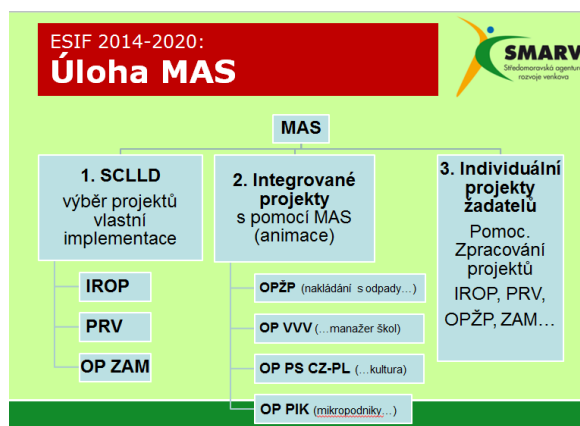 ESIF 2014-2020:
Úloha MAS
SMARV
Středomoravská agentura
rozvoje venkova
MAS
1. SCLLD
výběr projektů
vlastní
implementace
IROP
PRV
OP ZAM
2. Integrované
projekty
s pomocí MAS
(animace)
OPŽP (nakládání s odpady…)
OP VVV (…manažer škol)
OP PS CZ-PL (…kultura)
OP PIK (mikropodniky…)
3. Individuální
projekty
žadatelů
Pomoc.
Zpracování
projektů
IROP, PRV,
OPŽP, ZAM…